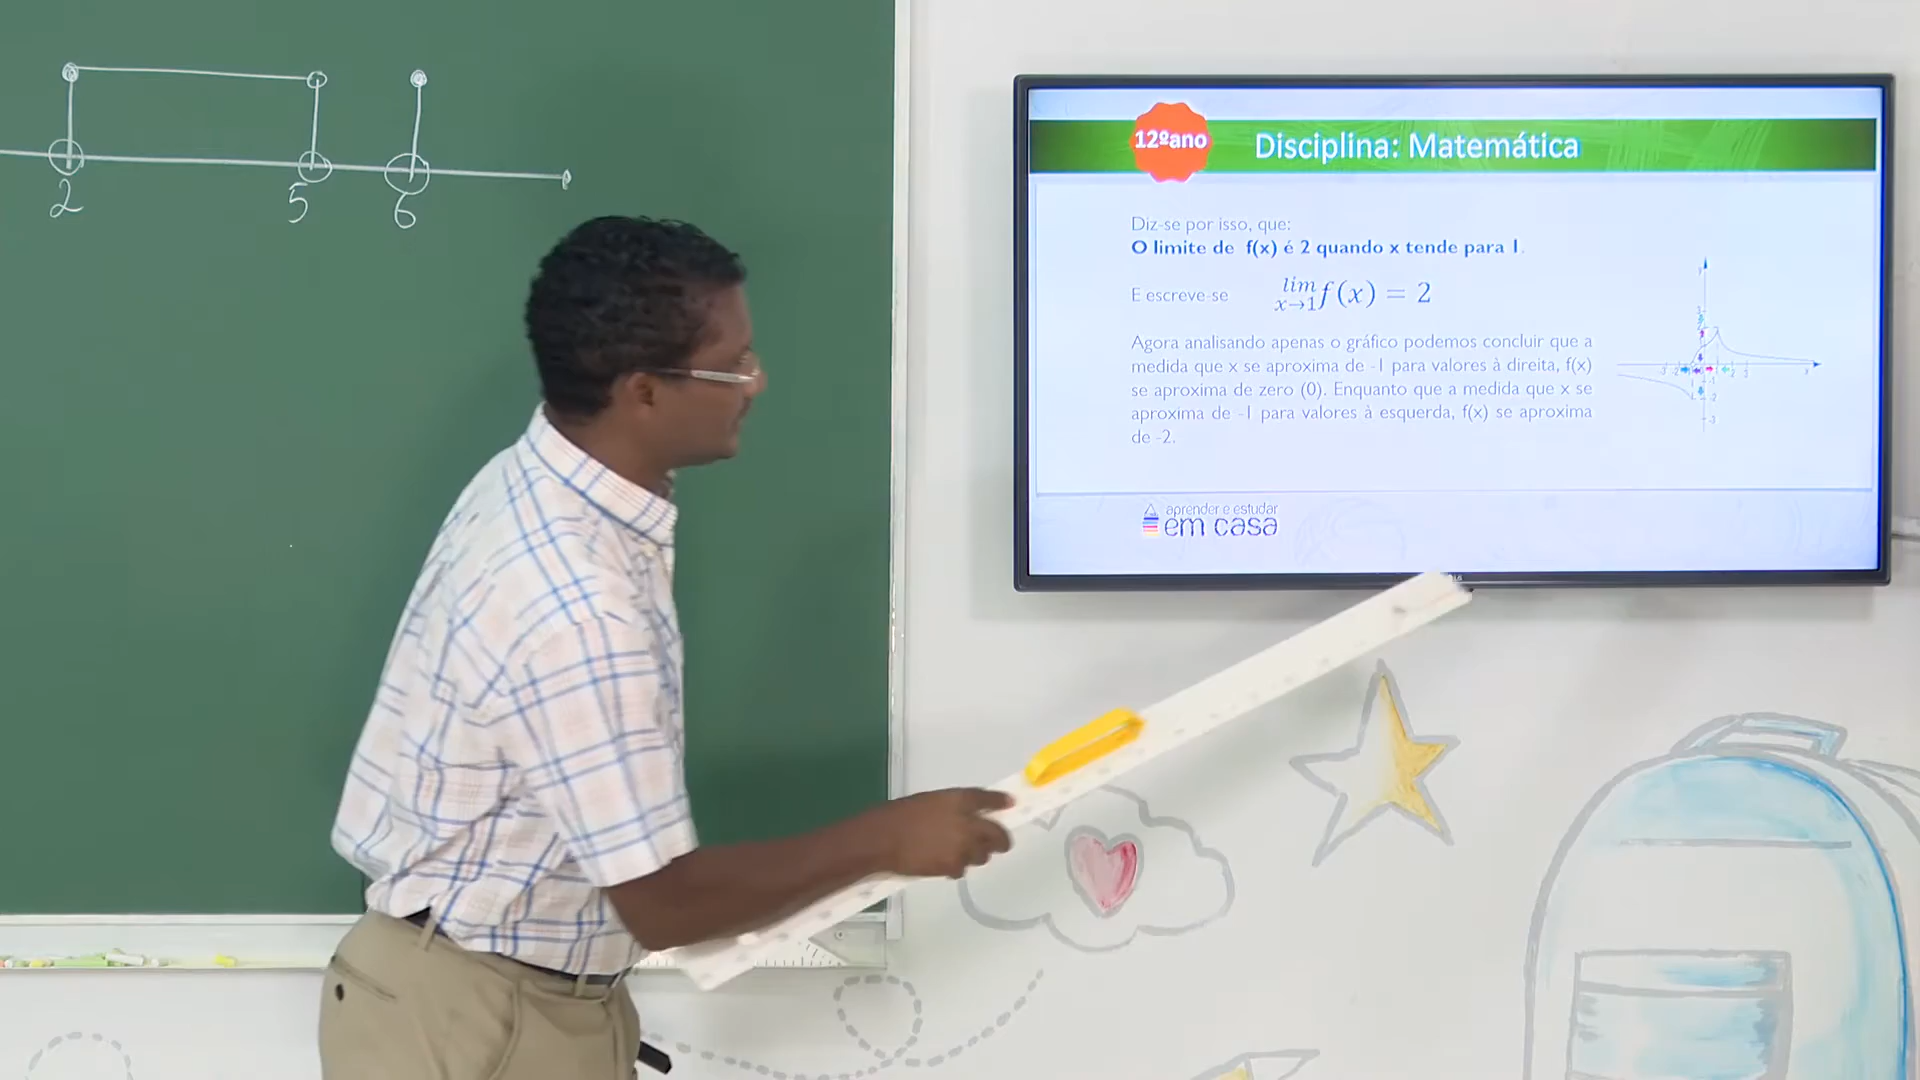 2 5 6
12ºano
Disciplina: Matemática
Diz-se por isso, que:
O limite de f(x) é 2 quando x tende para 1.
E escreve-se lim x→1 f(x) = 2
Agora analisando apenas o gráfico podemos concluir que a
medida que x se aproxima de -1 para valores à direita, f(x)
se aproxima de zero (0). Enquanto que a medida que x se
aproxima de -1 para valores à esquerda, f(x) se aproxima
de -2.
aprender e estudar
em casa